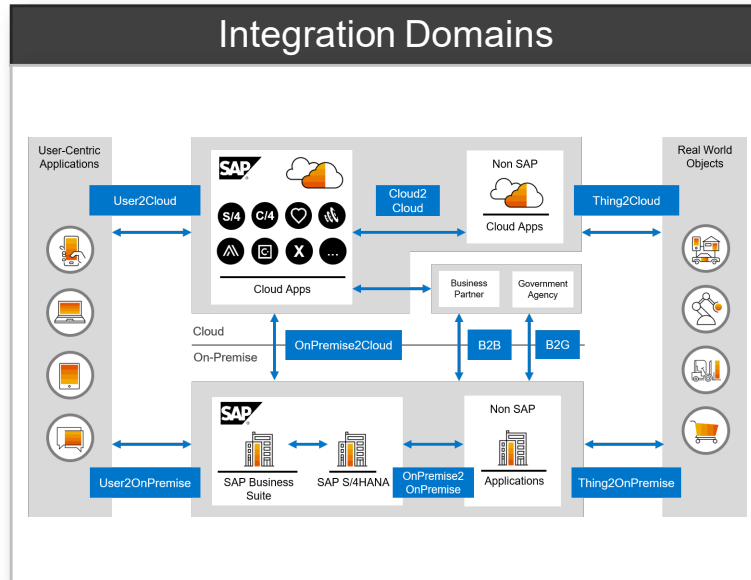 Integration Domains
User-Centric
Applications
User2Cloud
SAP
S/4
C/4
X
...
Cloud Apps
Cloud2
Cloud
Non SAP
Cloud Apps
Thing2Cloud
Real World
Objects
Business
Partner
Government
Agency
Cloud
On-Premise
OnPremise2Cloud
B2B
B2G
SAP
SAP Business
Suite
SAP S/4HANA
OnPremise2
OnPremise
Non SAP
Applications
User2OnPremise
Thing2OnPremise